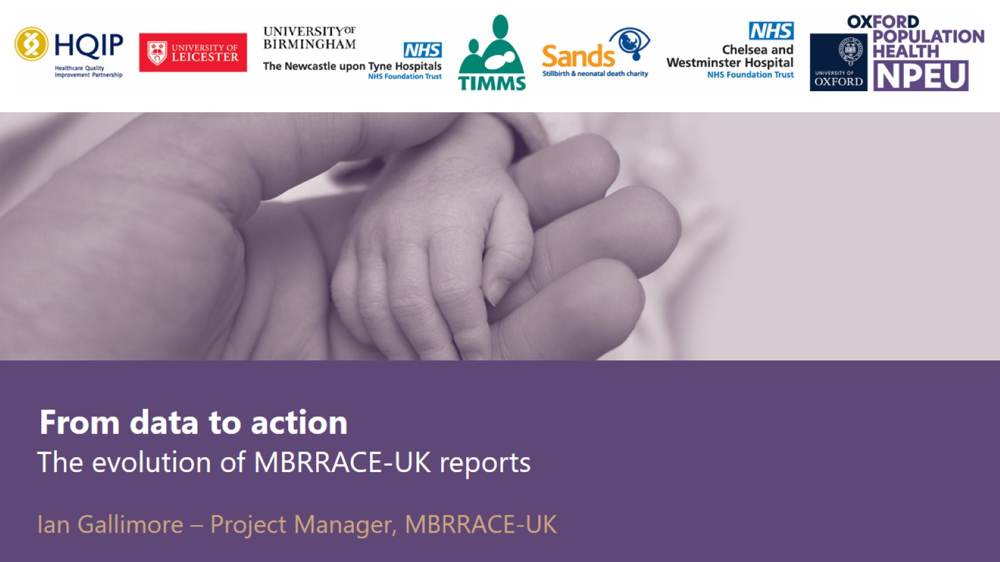 HQIP
Healthcare Quality
Improvement Partnership
UNIVERSITY OF
LEICESTER
UNIVERSITYOF
BIRMINGHAM
NHS
The Newcastle upon Tyne Hospitals
NHS Foundation Trust
TIMMS
Sands
Stillbirth & neonatal death charity
NHS
Chelsea and
Westminster Hospital
NHS Foundation Trust
UNIVERSITY OF
OXFORD
OXFORD
POPULATION
HEALTH
NPEU
From data to action
The evolution of MBRRACE-UK reports
Ian Gallimore – Project Manager, MBRRACE-UK